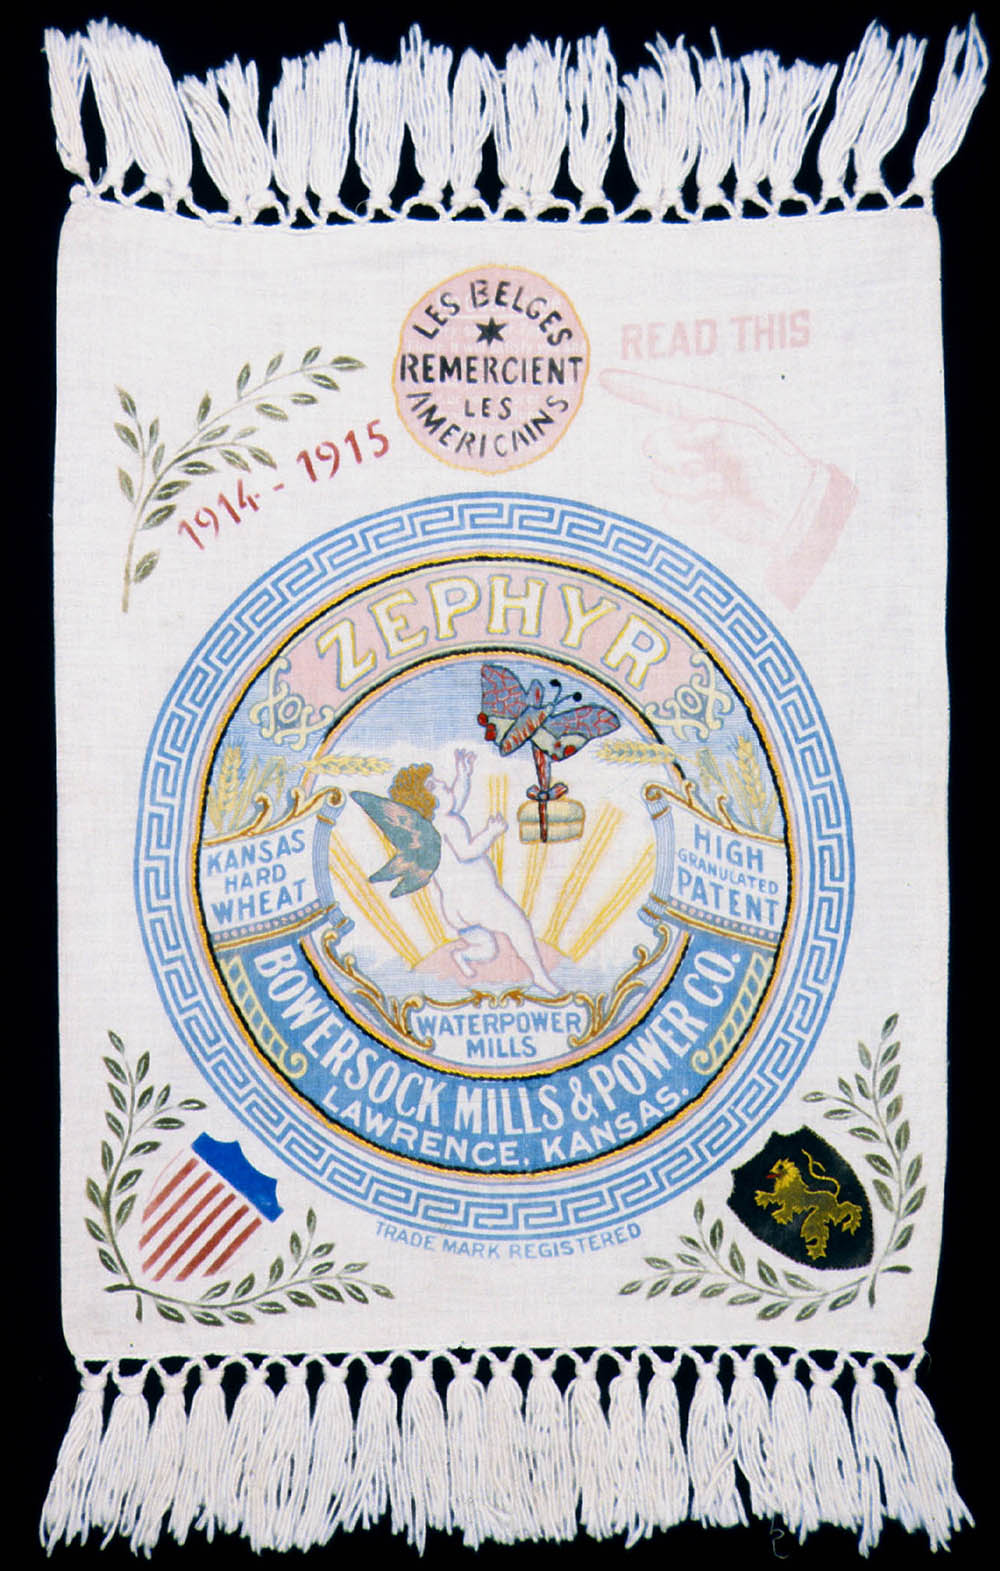 LES BELGES
REMERCIENT
LES
AMERICAINS
READ THIS
1914 - 1915
ZEPHYR
KANSAS
HARD
WHEAT
HIGH
GRANULATED
PATENT
WATERPOWER
MILLS
BOWERSOCK MILLS & POWER CO.
LAWRENCE, KANSAS.
TRADE MARK REGISTERED